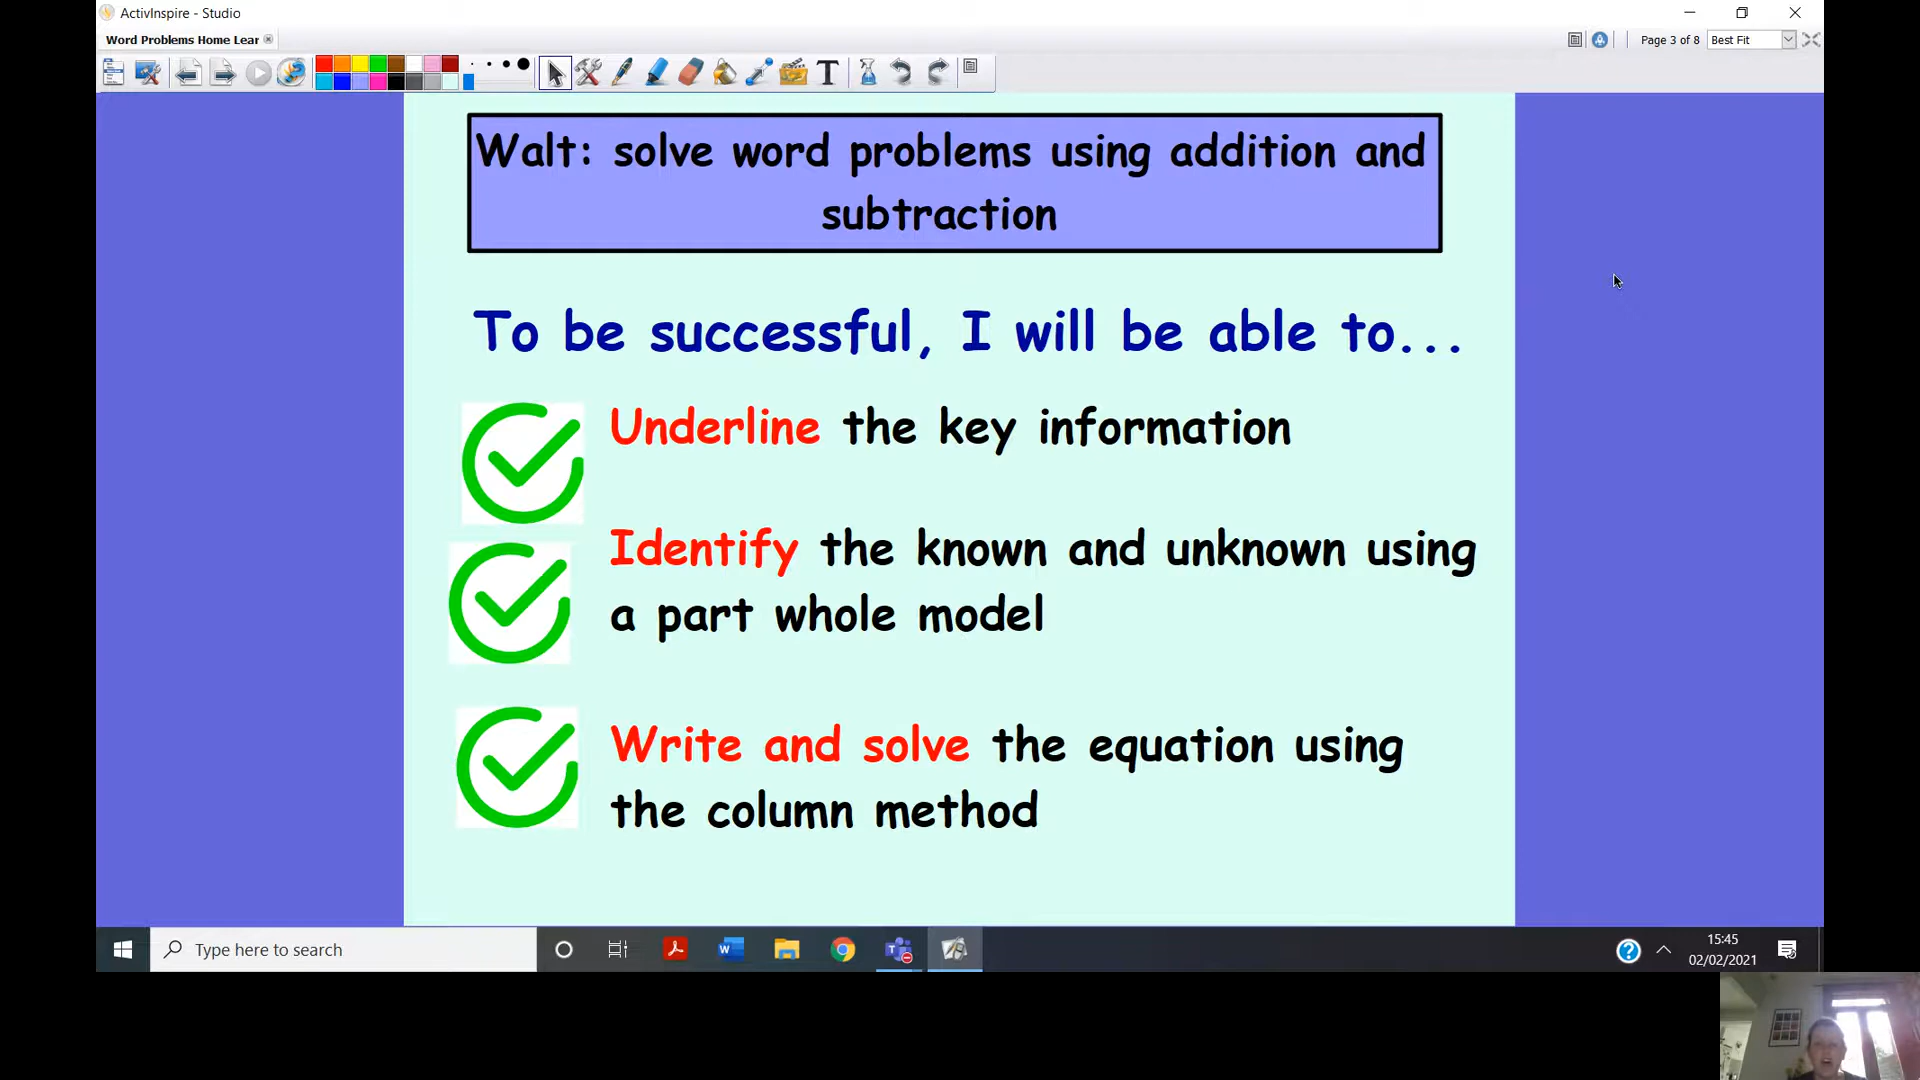 ActivInspire - Studio
Word Problems Home Lear
Page 3 of 8
Best Fit
T
Walt: solve word problems using addition and
subtraction
To be successful, I will be able to...
Underline the key information
Identify the known and unknown using
a part whole model
Write and solve the equation using
the column method
Type here to search
15:45
02/02/2021